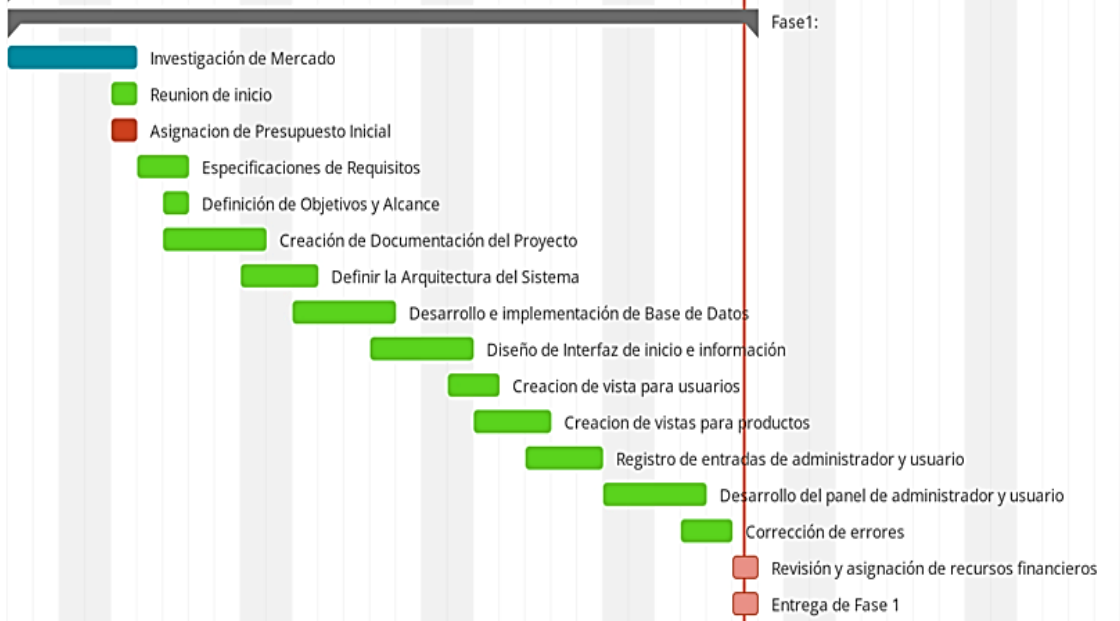 Fase1:
Investigación de Mercado
Reunion de inicio
Asignacion de Presupuesto Inicial
Especificaciones de Requisitos
Definición de Objetivos y Alcance
Creación de Documentación del Proyecto
Definir la Arquitectura del Sistema
Desarrollo e implementación de Base de Datos
Diseño de Interfaz de inicio e información
Creacion de vista para usuarios
Creacion de vistas para productos
Registro de entradas de administrador y usuario
Desarrollo del panel de administrador y usuario
Corrección de errores
Revisión y asignación de recursos financieros
Entrega de Fase 1